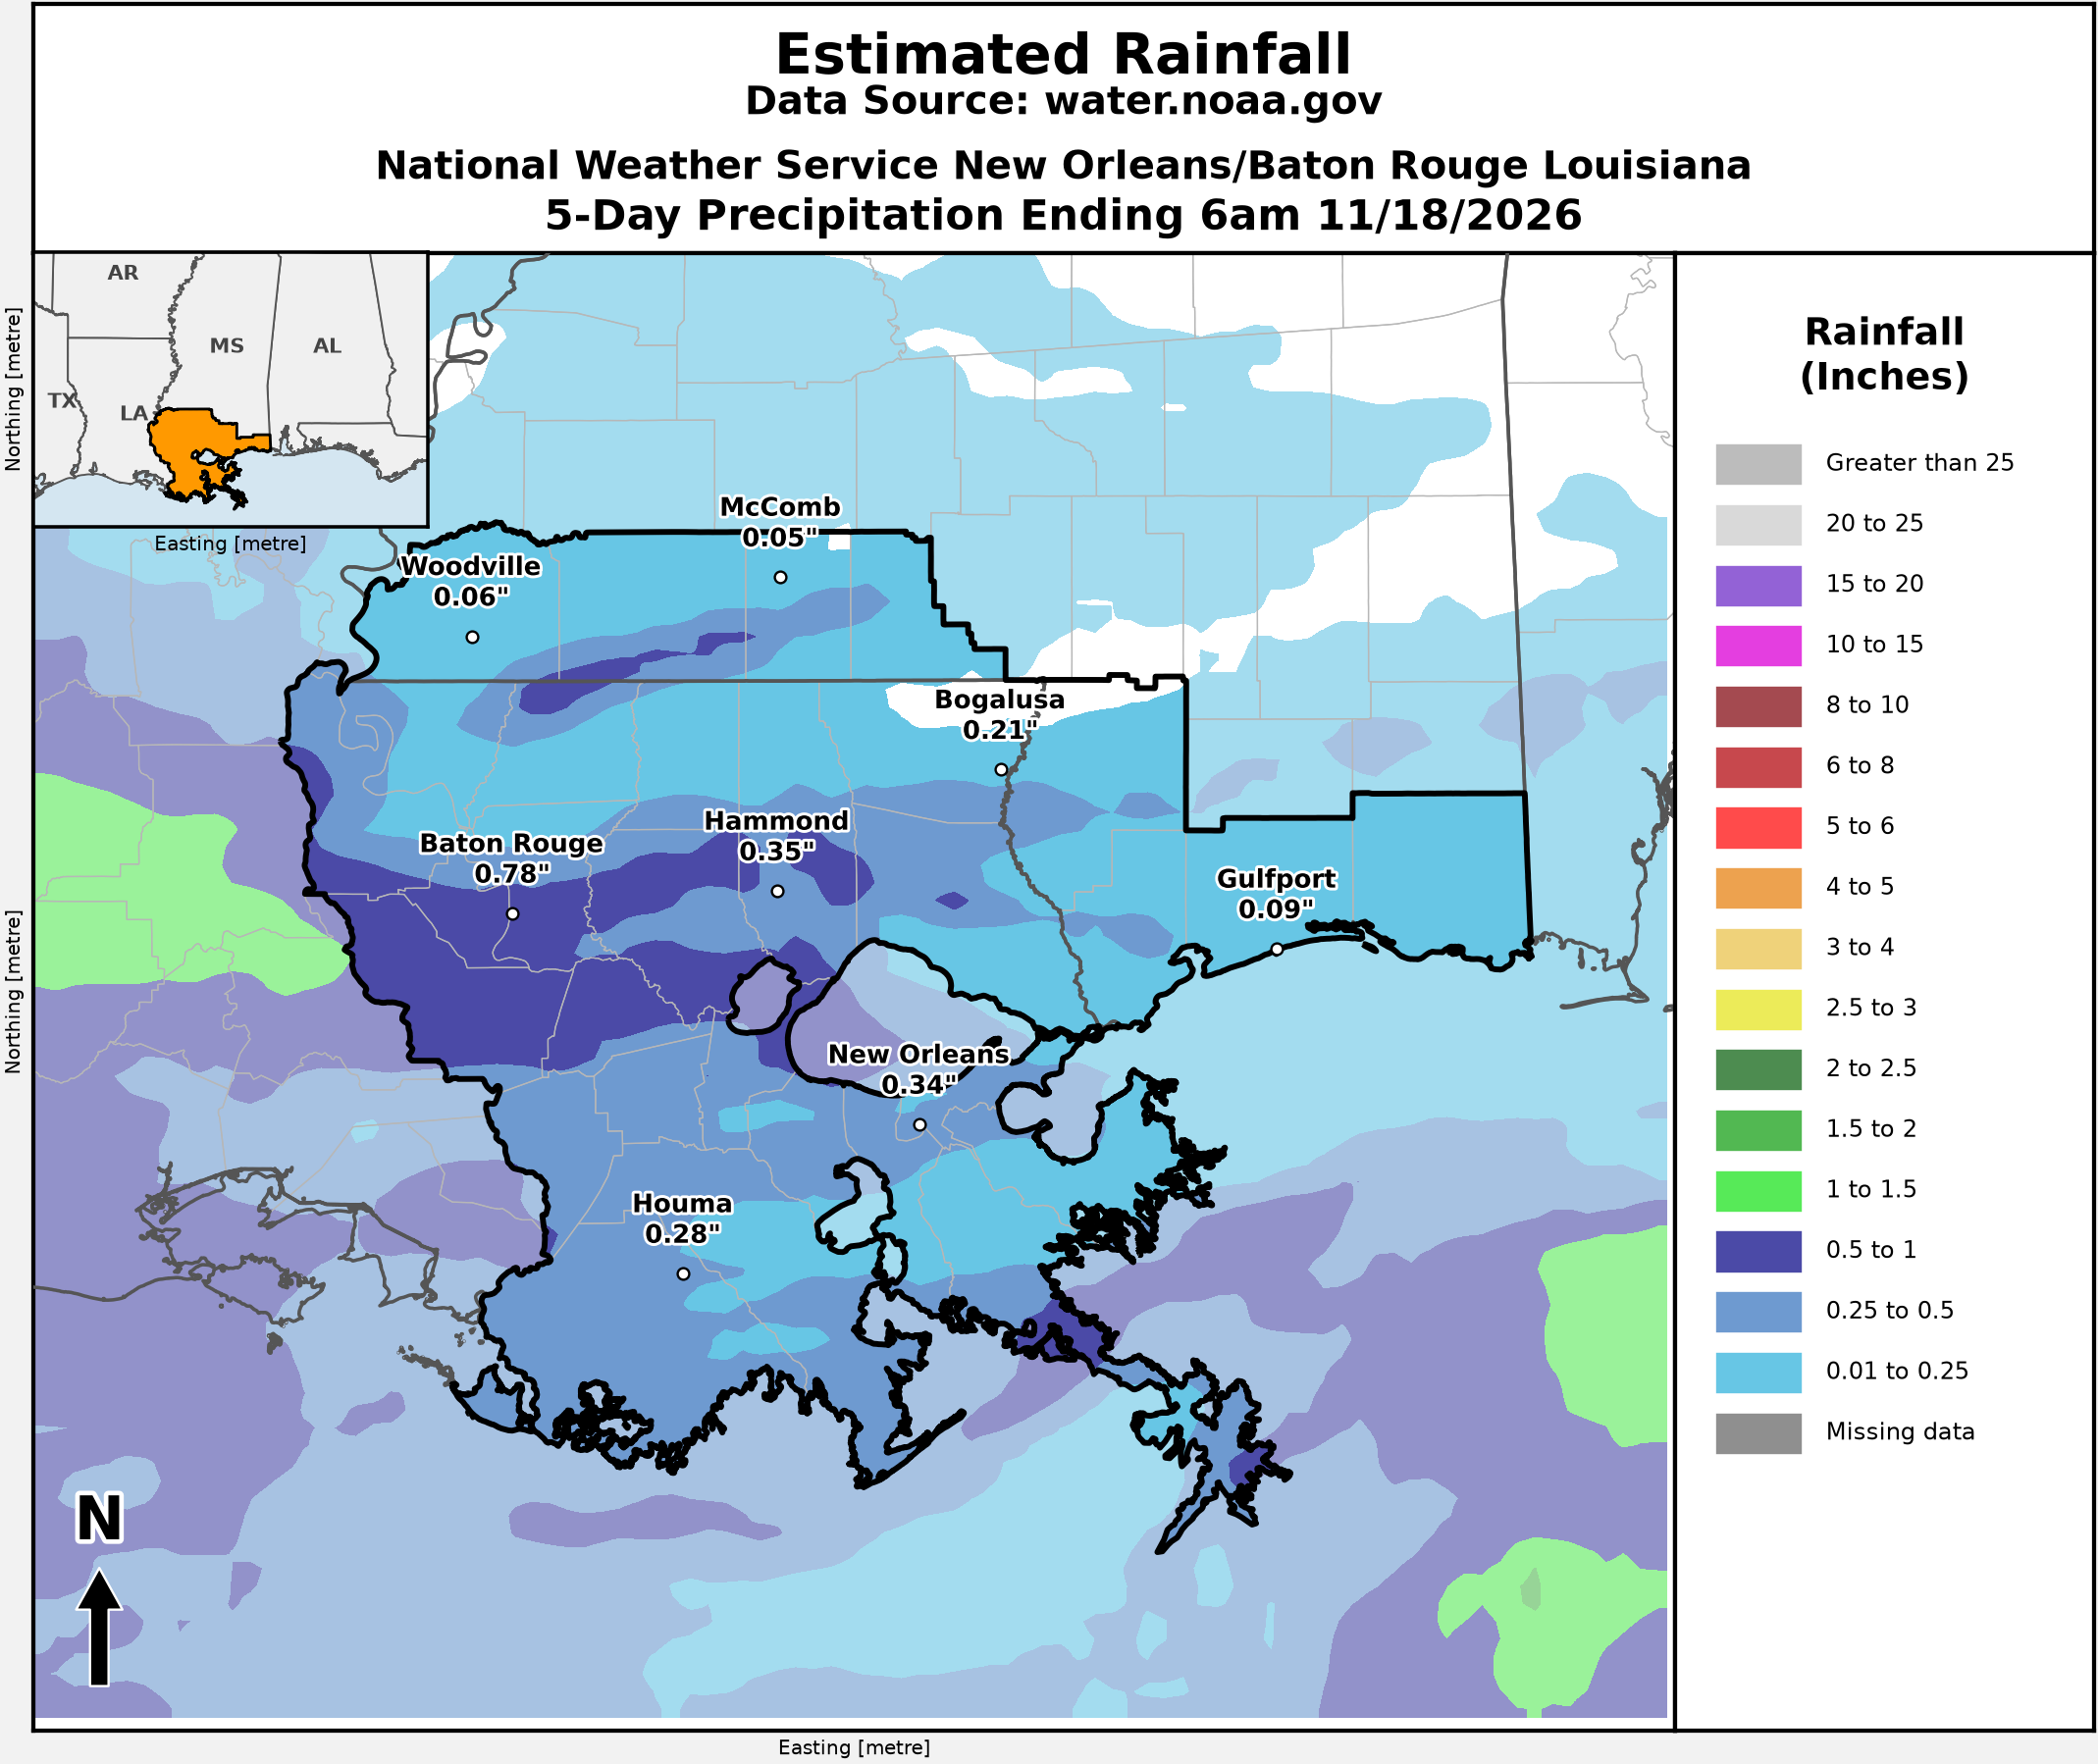 Estimated Rainfall
Data Source: water.noaa.gov
National Weather Service New Orleans/Baton Rouge Louisiana
5-Day Precipitation Ending 6am 11/18/2026
Northing [metre]
AR
MS
AL
TX
LA
Easting [metre]
McComb
0.05"
Woodville
0.06"
Bogalusa
0.21"
Hammond
0.35"
Baton Rouge
0.78"
Gulfport
0.09"
New Orleans
0.34"
Houma
0.28"
N
Northing [metre]
Easting [metre]
Rainfall
(Inches)
Greater than 25
20 to 25
15 to 20
10 to 15
8 to 10
6 to 8
5 to 6
4 to 5
3 to 4
2.5 to 3
2 to 2.5
1.5 to 2
1 to 1.5
0.5 to 1
0.25 to 0.5
0.01 to 0.25
Missing data